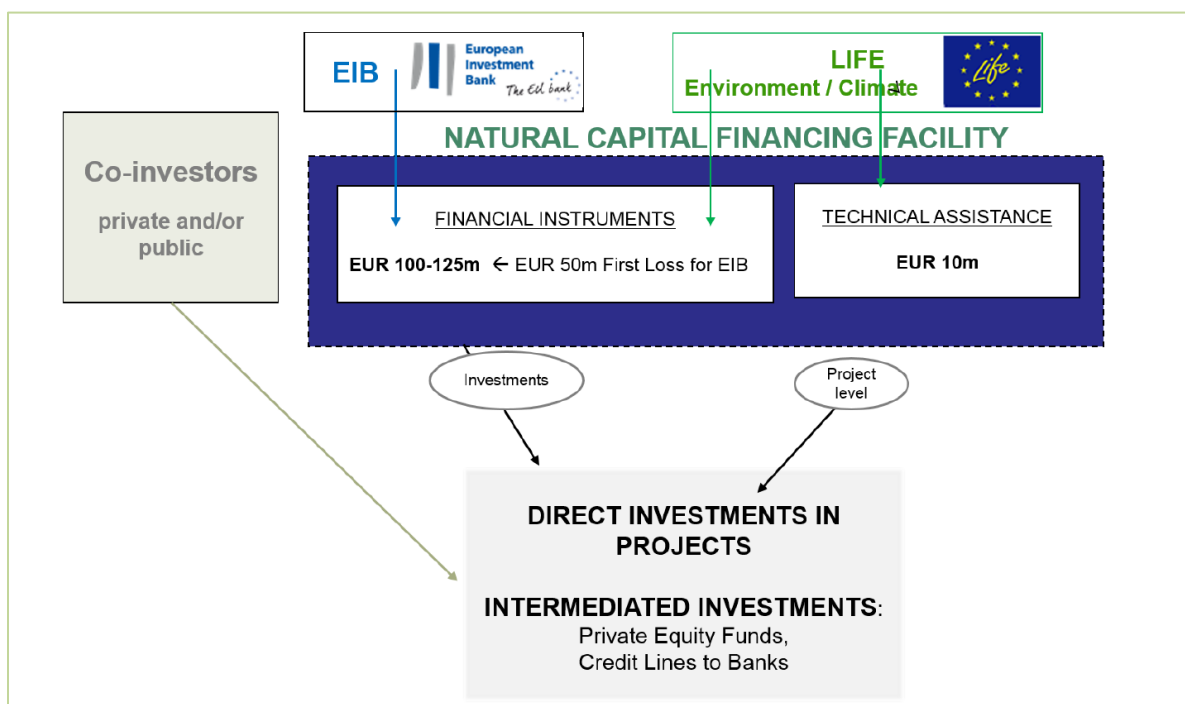 EIB
European
Investment
Bank
The EU bank
LIFE
Environment / Climate
Life
NATURAL CAPITAL FINANCING FACILITY
Co-investors
private and/or
public
FINANCIAL INSTRUMENTS
EUR 100-125m ← EUR 50m First Loss for EIB
TECHNICAL ASSISTANCE
EUR 10m
Investments
Project
level
DIRECT INVESTMENTS IN
PROJECTS
INTERMEDIATED INVESTMENTS:
Private Equity Funds,
Credit Lines to Banks